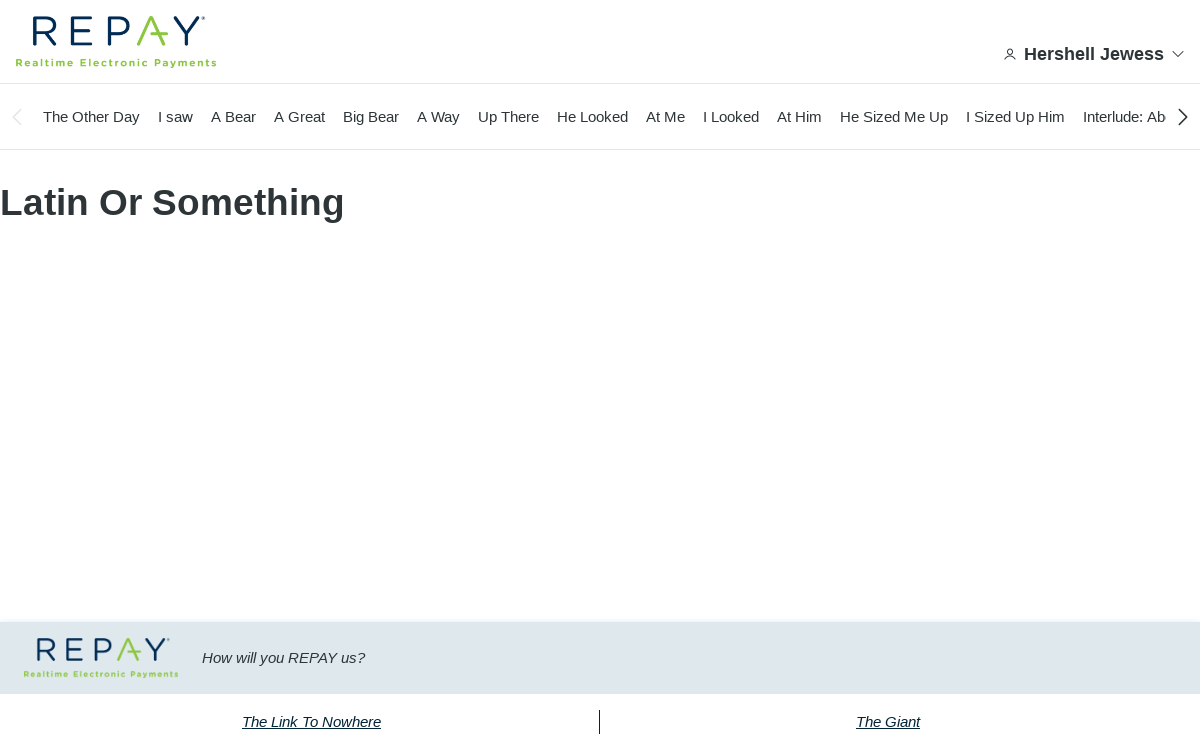 REPAY®
Realtime Electronic Payments
Hershell Jewess
The Other Day I saw A Bear A Great Big Bear A Way Up There He Looked At Me I Looked At Him He Sized Me Up I Sized Up Him Interlude:
Latin Or Something
REPAY®
Realtime Electronic Payments
How will you REPAY us?
The Link To Nowhere
The Giant